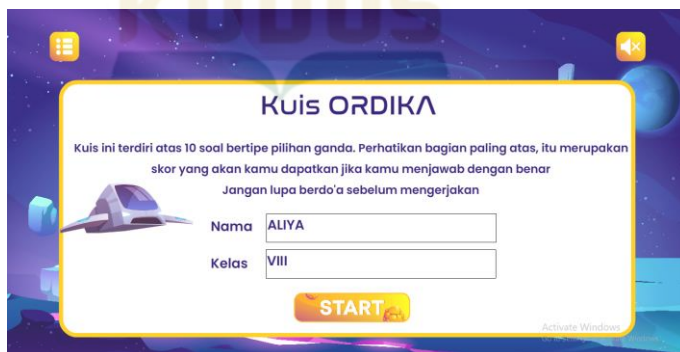 KUDUS
Kuis ORDIKA
Kuis ini terdiri atas 10 soal bertipe pilihan ganda. Perhatikan bagian paling atas, itu merupakan
skor yang akan kamu dapatkan jika kamu menjawab dengan benar
Jangan lupa berdo'a sebelum mengerjakan
Nama ALIYA
Kelas VIII
START
Activate Windows